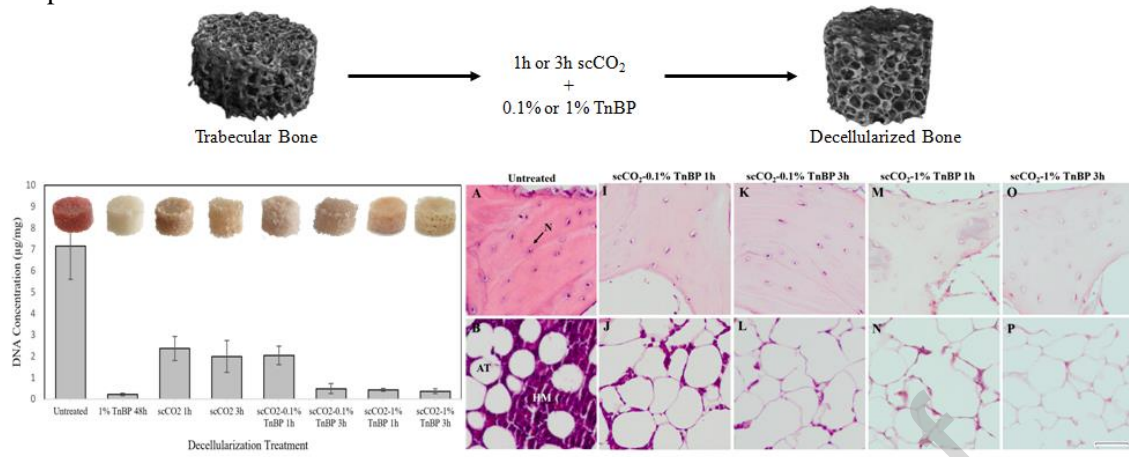 1h or 3h scCO₂
+
0.1% or 1% TnBP
Trabecular Bone
Decellularized Bone
DNA Concentration (µg/mg)
10
9
8
7
6
5
4
3
2
1
0
Untreated
1% TnBP 48h
scCO2 1h
scCO2 3h
scCO2-0.1%
TnBP 1h
scCO2-0.1%
TnBP 3h
scCO2-1%
TnBP 1h
scCO2-1%
TnBP 3h
Decellularization Treatment
Untreated
scCO₂-0.1% TnBP 1h
scCO₂-0.1% TnBP 3h
scCO₂-1% TnBP 1h
scCO₂-1% TnBP 3h
A
N
I
K
M
O
B
AT
HM
J
L
N
P